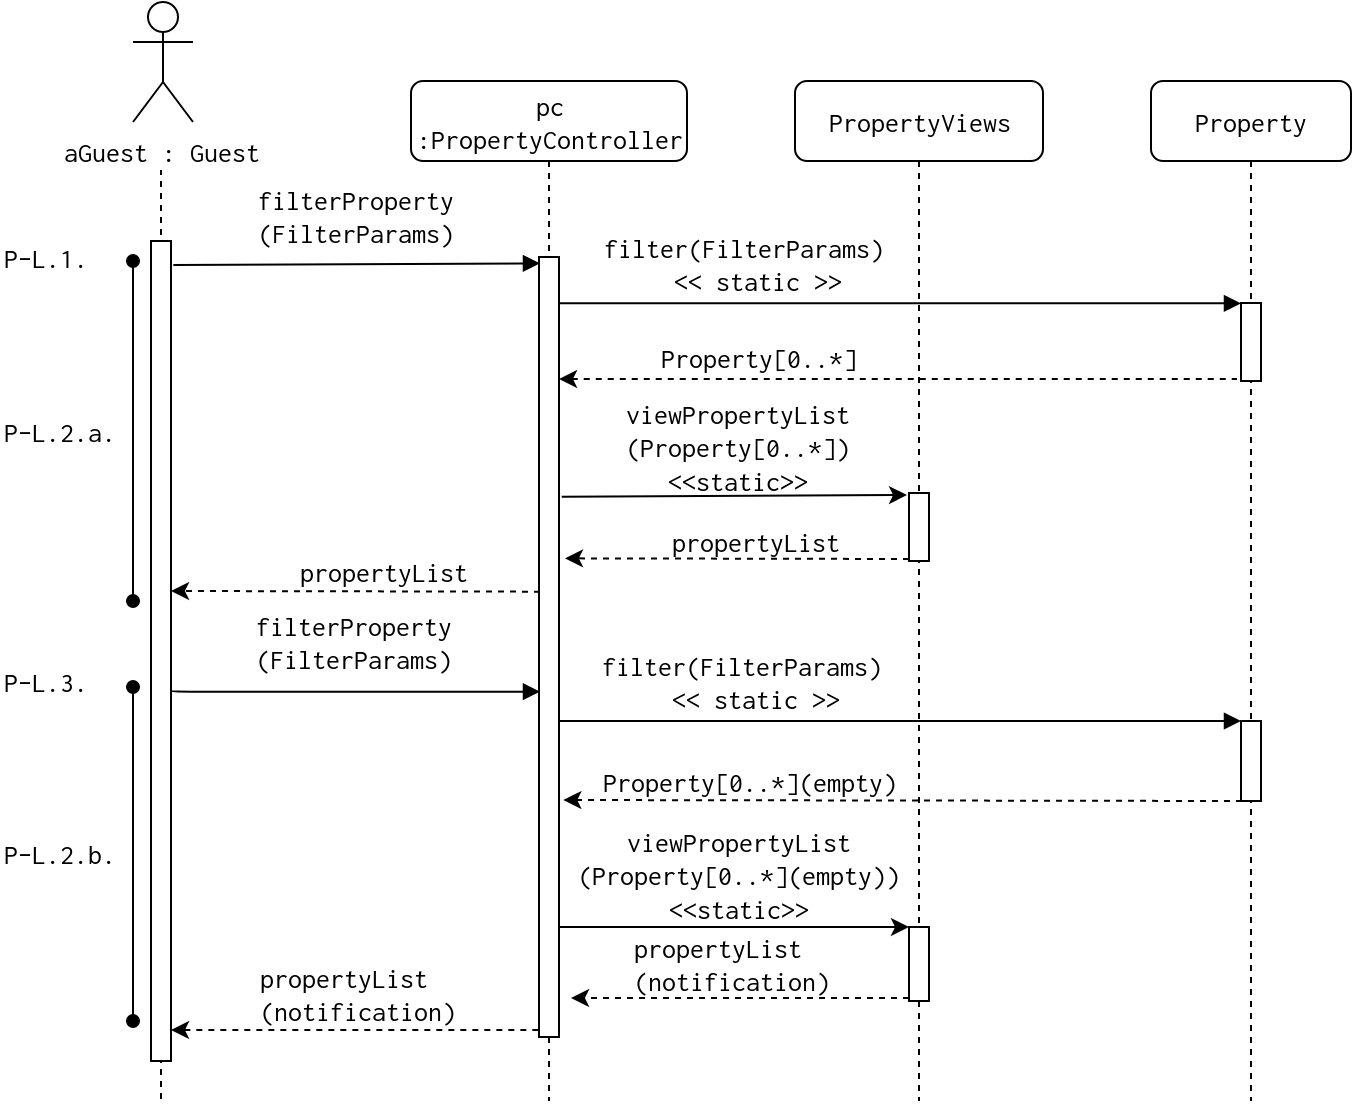 aGuest : Guest
pc
:PropertyController
PropertyViews
Property
filterProperty
(FilterParams)
P-L.1.
filter(FilterParams)
<< static >>
Property[0..*]
P-L.2.a.
viewPropertyList
(Property[0..*])
<<static>>
propertyList
propertyList
filterProperty
(FilterParams)
P-L.3.
filter(FilterParams)
<< static >>
Property[0..*](empty)
P-L.2.b.
viewPropertyList
(Property[0..*](empty))
<<static>>
propertyList
(notification)
propertyList
(notification)